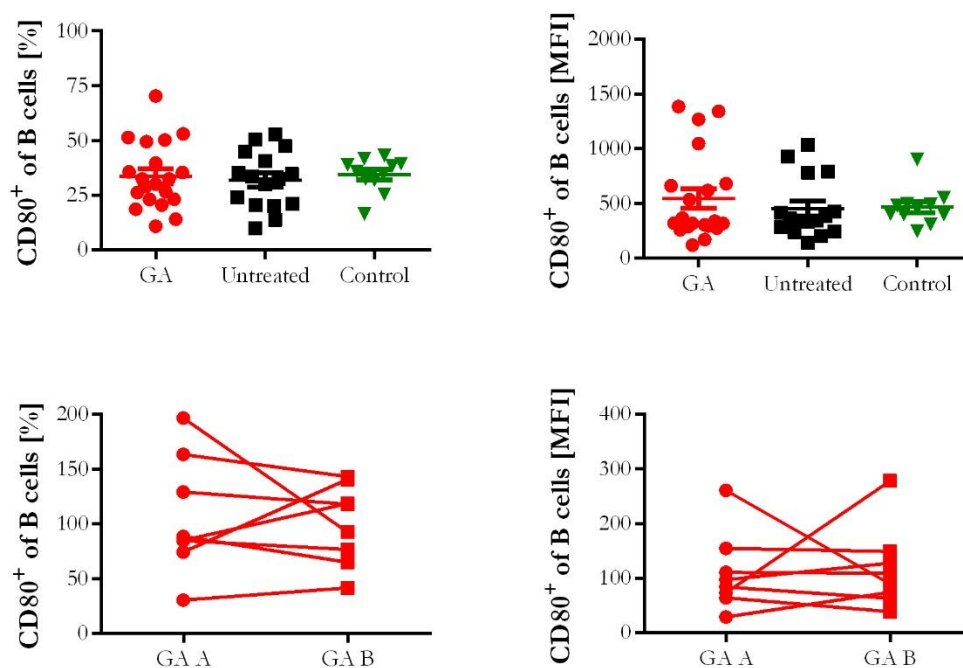 CD80⁺ of B cells [%]
100
75
50
25
0
GA Untreated Control
CD80⁺ of B cells [MFI]
2000
1500
1000
500
0
GA Untreated Control
CD80⁺ of B cells [%]
200
150
100
50
0
GA A GA B
CD80⁺ of B cells [MFI]
400
300
200
100
0
GA A GA B